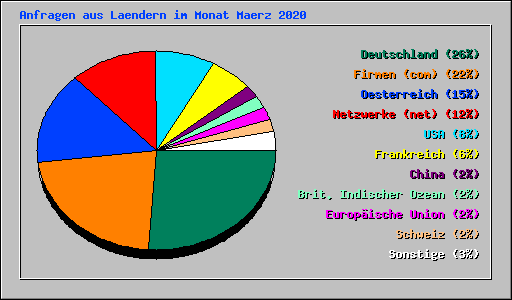 Anfragen aus Laendern im Monat Maerz 2020
Deutschland (26%)
Firmen (com) (22%)
Oesterreich (15%)
Netzwerke (net) (12%)
USA (8%)
Frankreich (6%)
China (2%)
Brit. Indischer Ozean (2%)
Europäische Union (2%)
Schweiz (2%)
Sonstige (3%)